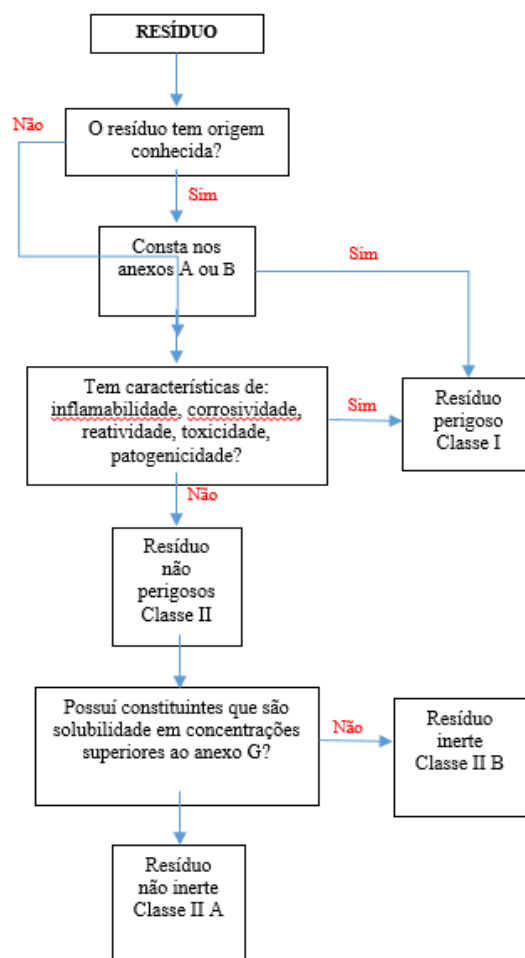 RESÍDUO
Não
O resíduo tem origem
conhecida?
Sim
Consta nos
anexos A ou B
Sim
Tem características de:
inflamabilidade, corrosividade,
reatividade, toxicidade,
patogenicidade?
Sim
Resíduo
perigoso
Classe I
Não
Resíduo
não
perigosos
Classe II
Possuí constituintes que são
solubilidade em concentrações
superiores ao anexo G?
Não
Resíduo
inerte
Classe II B
Resíduo
não inerte
Classe II A